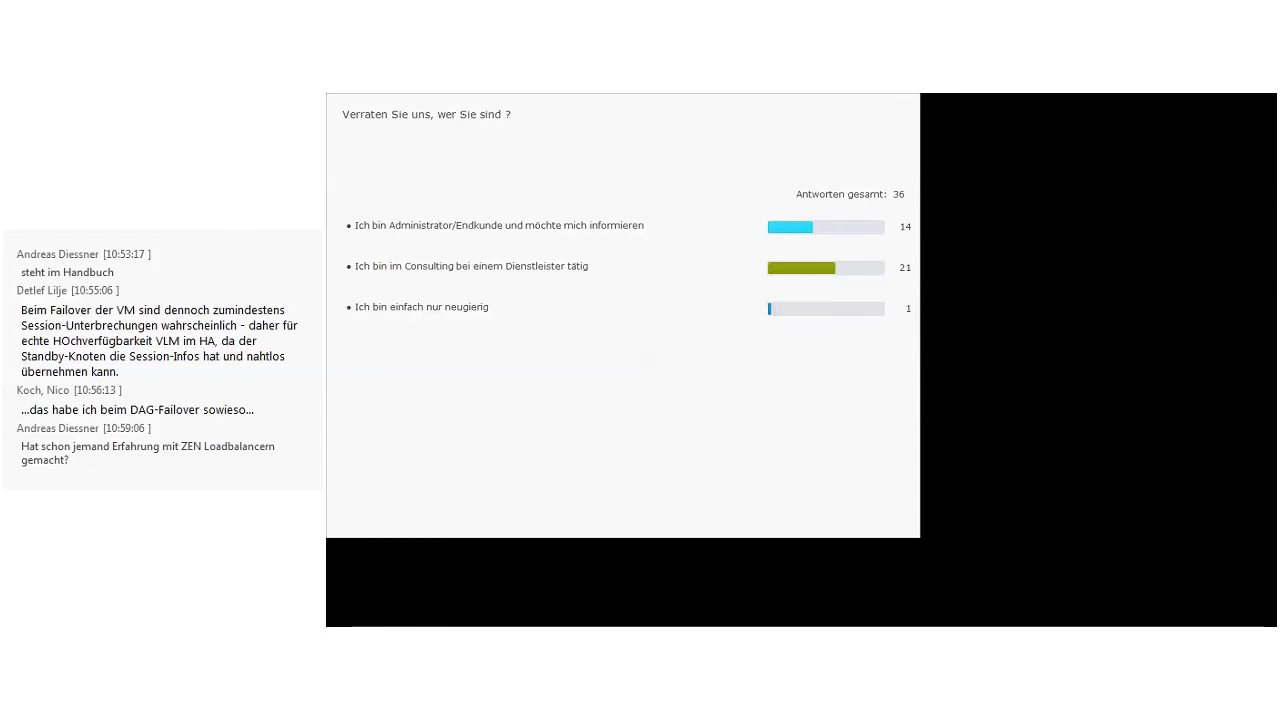 Andreas Diessner [10:53:17 ]
steht im Handbuch
Detlef Lilje [10:55:06 ]
Beim Failover der VM sind dennoch zumindestens
Session-Unterbrechungen wahrscheinlich - daher für
echte HOchverfügbarkeit VLM im HA, da der
Standby-Knoten die Session-Infos hat und nahtlos
übernehmen kann.
Koch, Nico [10:56:13 ]
...das habe ich beim DAG-Failover sowieso...
Andreas Diessner [10:59:06 ]
Hat schon jemand Erfahrung mit ZEN Loadbalancern
gemacht?
Verraten Sie uns, wer Sie sind ?
Antworten gesamt: 36
• Ich bin Administrator/Endkunde und möchte mich informieren 14
• Ich bin im Consulting bei einem Dienstleister tätig 21
• Ich bin einfach nur neugierig 1